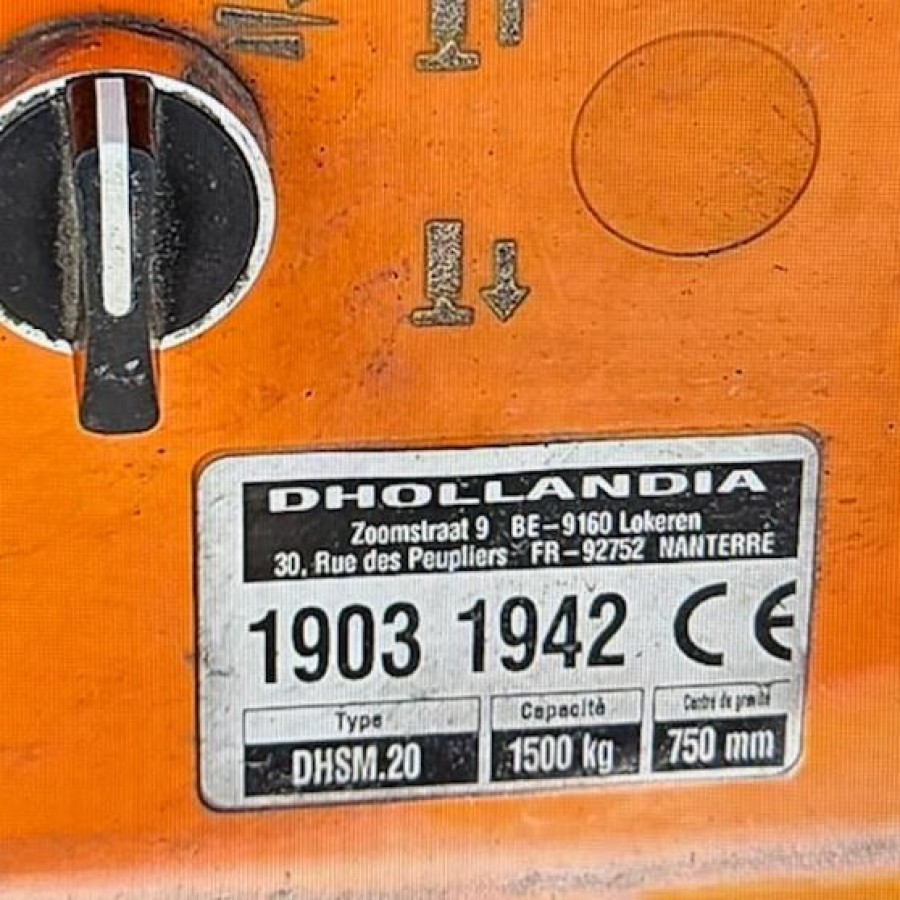 DHOLLANDIA
Zoomstraat 9 BE-9160 Lokeren
30, Rue des Peupliers FR-92752 NANTERRE
1903 1942 CE
Type Capacité Centre de gravité
DHSM.20 1500 kg 750 mm